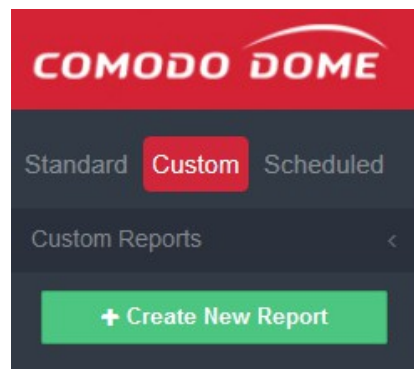 COMODO DOME
Standard Custom Scheduled
Custom Reports <
+ Create New Report